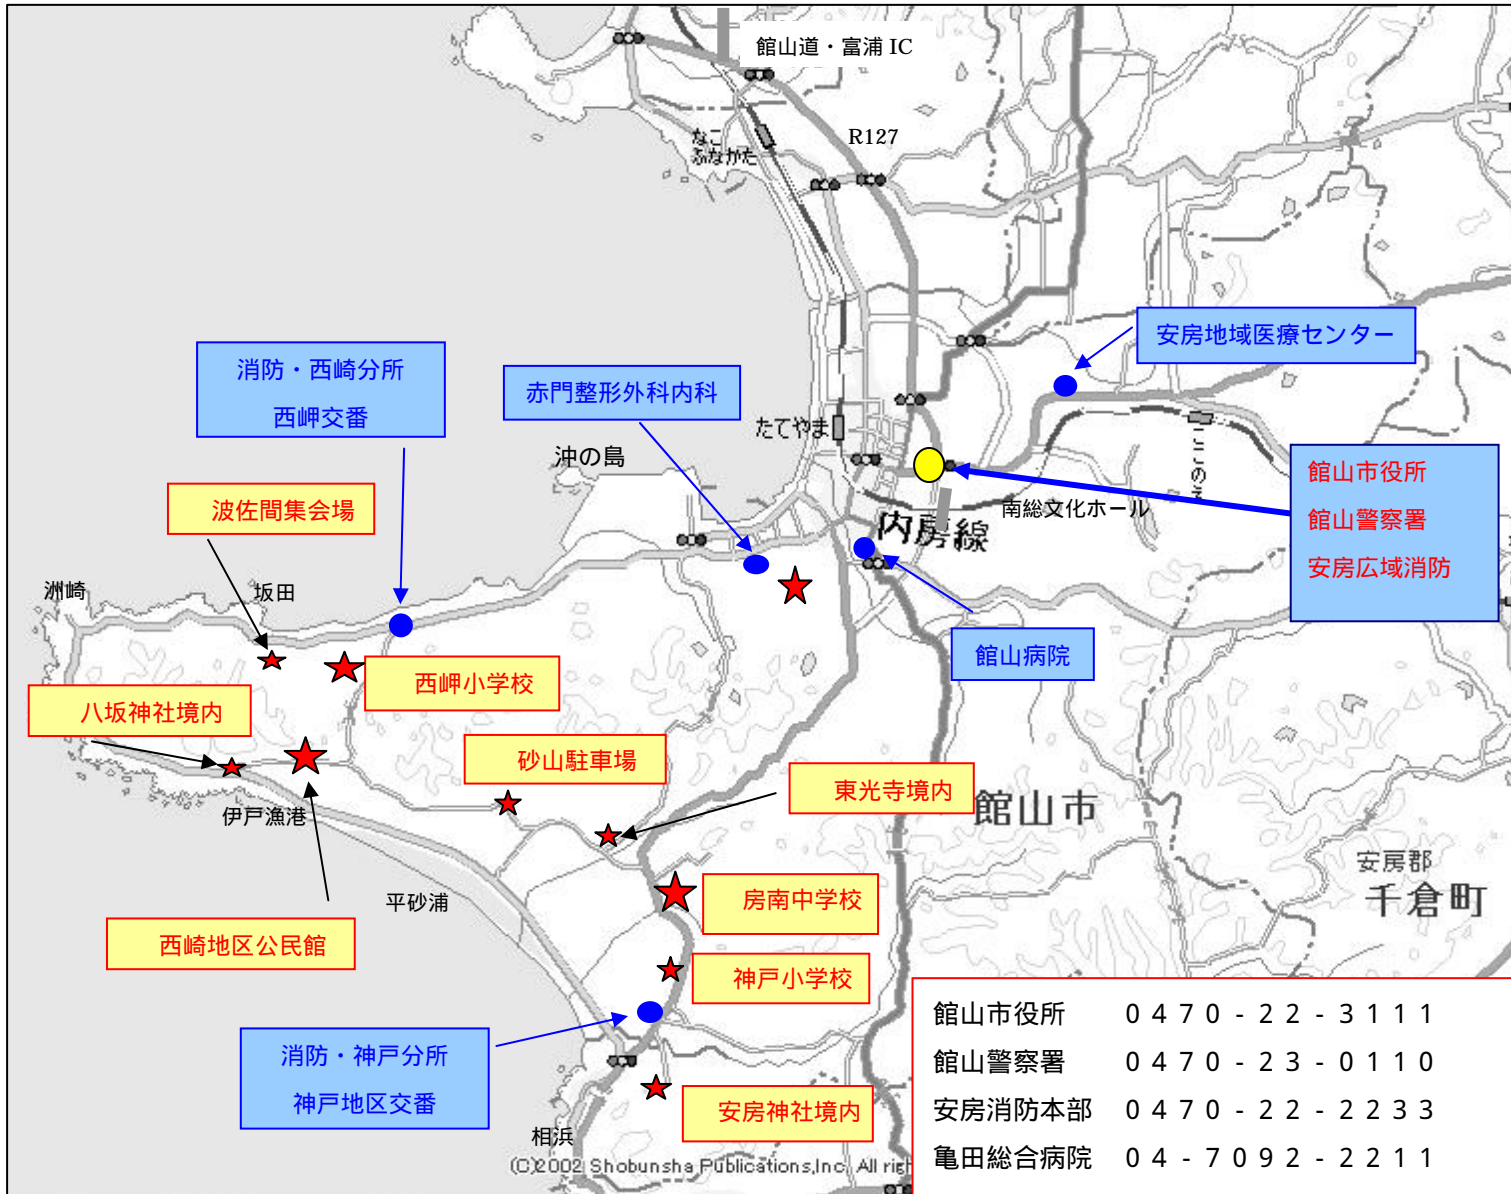 館山道・富浦 IC
R127
なこ
ふなかた
安房地域医療センター
消防・西崎分所
西岬交番
赤門整形外科内科
たてやま
沖の島
ここのえ
館山市役所
館山警察署
安房広域消防
波佐間集会場
南総文化ホール
内房線
洲崎
坂田
館山病院
西岬小学校
八坂神社境内
砂山駐車場
東光寺境内
伊戸漁港
館山市
安房郡
千倉町
平砂浦
房南中学校
西崎地区公民館
神戸小学校
消防・神戸分所
神戸地区交番
安房神社境内
相浜
(C)2002 Shobunsha Publications,Inc. All righ
館山市役所 0470-22-3111
館山警察署 0470-23-0110
安房消防本部 0470-22-2233
亀田総合病院 04-7092-2211